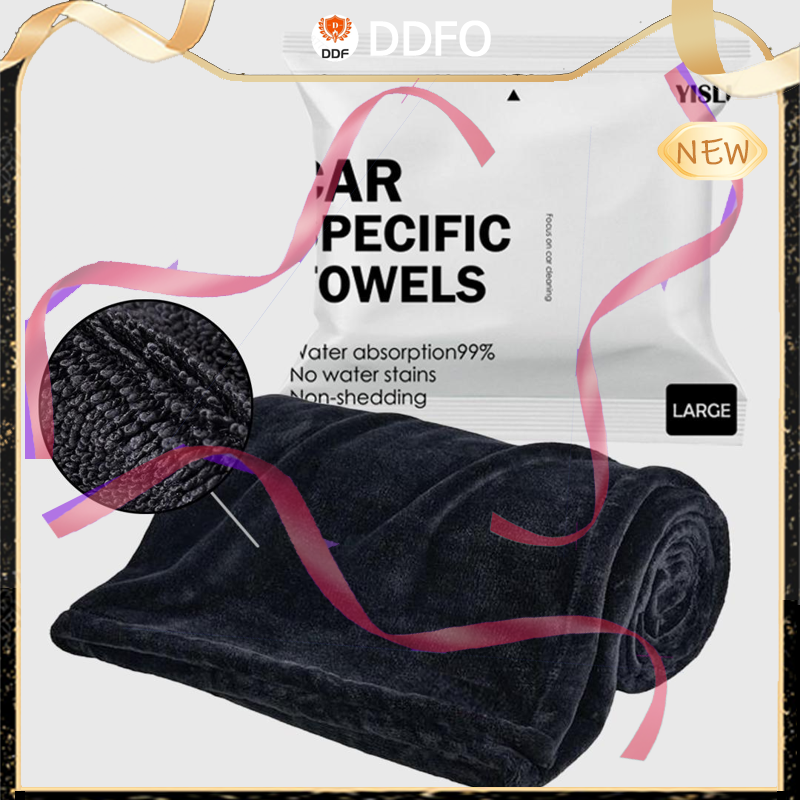 DDF DDFO
YISL
NEW
CAR
SPECIFIC
TOWELS
Focus on car cleaning
Water absorption99%
No water stains
Non-shedding
LARGE